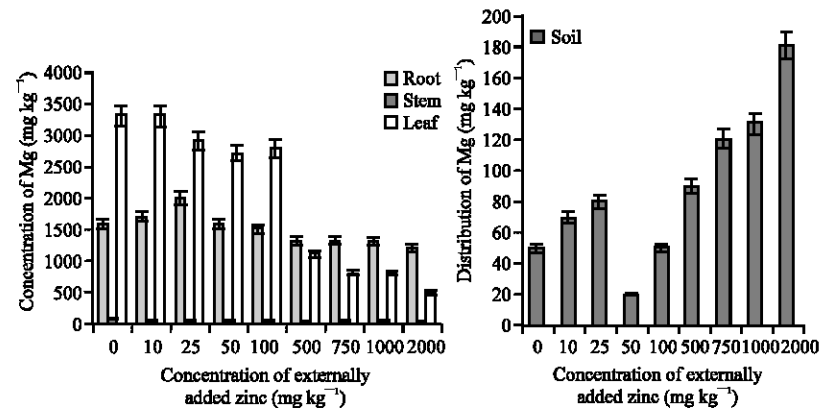 Concentration of Mg (mg kg⁻¹)
4000
3500
3000
2500
2000
1500
1000
500
0
Root
Stem
Leaf
0 10 25 50 100 500 750 1000 2000
Concentration of externally
added zinc (mg kg⁻¹)
Distribution of Mg (mg kg⁻¹)
200
180
160
140
120
100
80
60
40
20
0
Soil
0 10 25 50 100 500 750 1000 2000
Concentration of externally
added zinc (mg kg⁻¹)